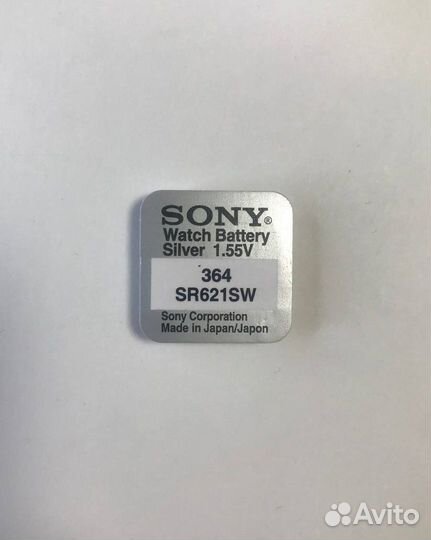 SONY®
Watch Battery
Silver 1.55V
364
SR621SW
Sony Corporation
Made in Japan/Japon
Avito